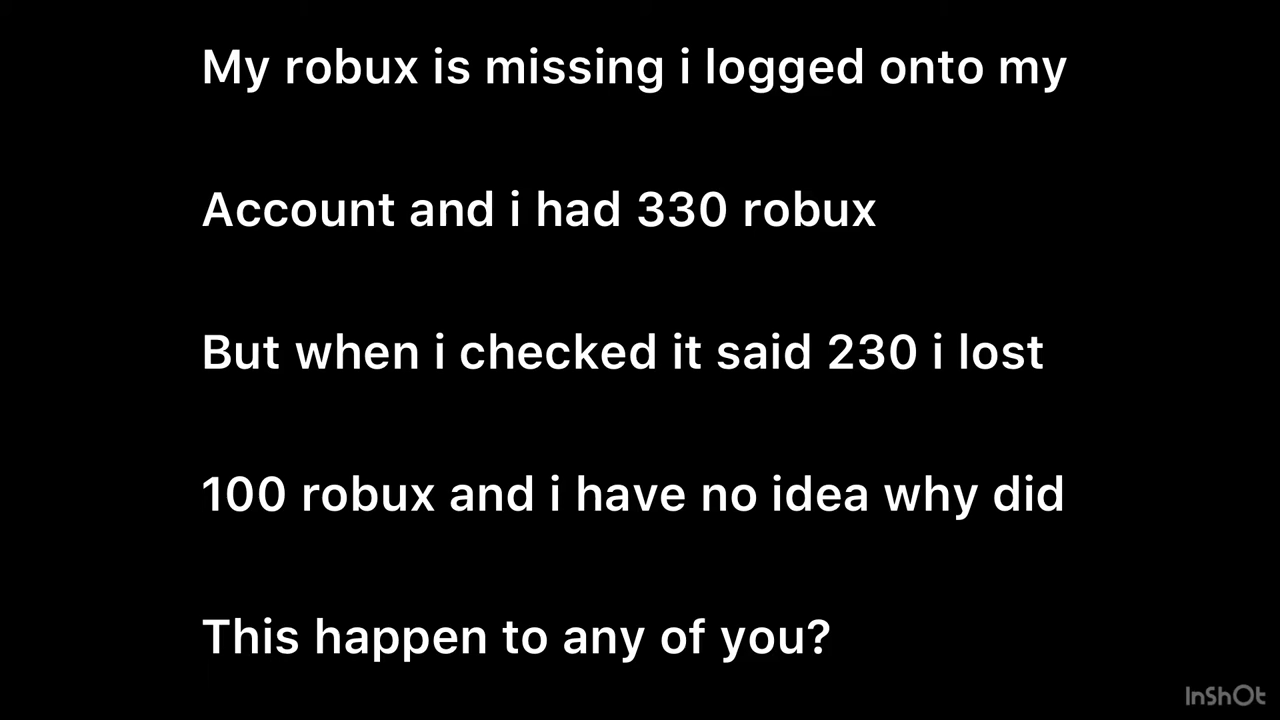 My robux is missing i logged onto my
Account and i had 330 robux
But when i checked it said 230 i lost
100 robux and i have no idea why did
This happen to any of you?
InShOt